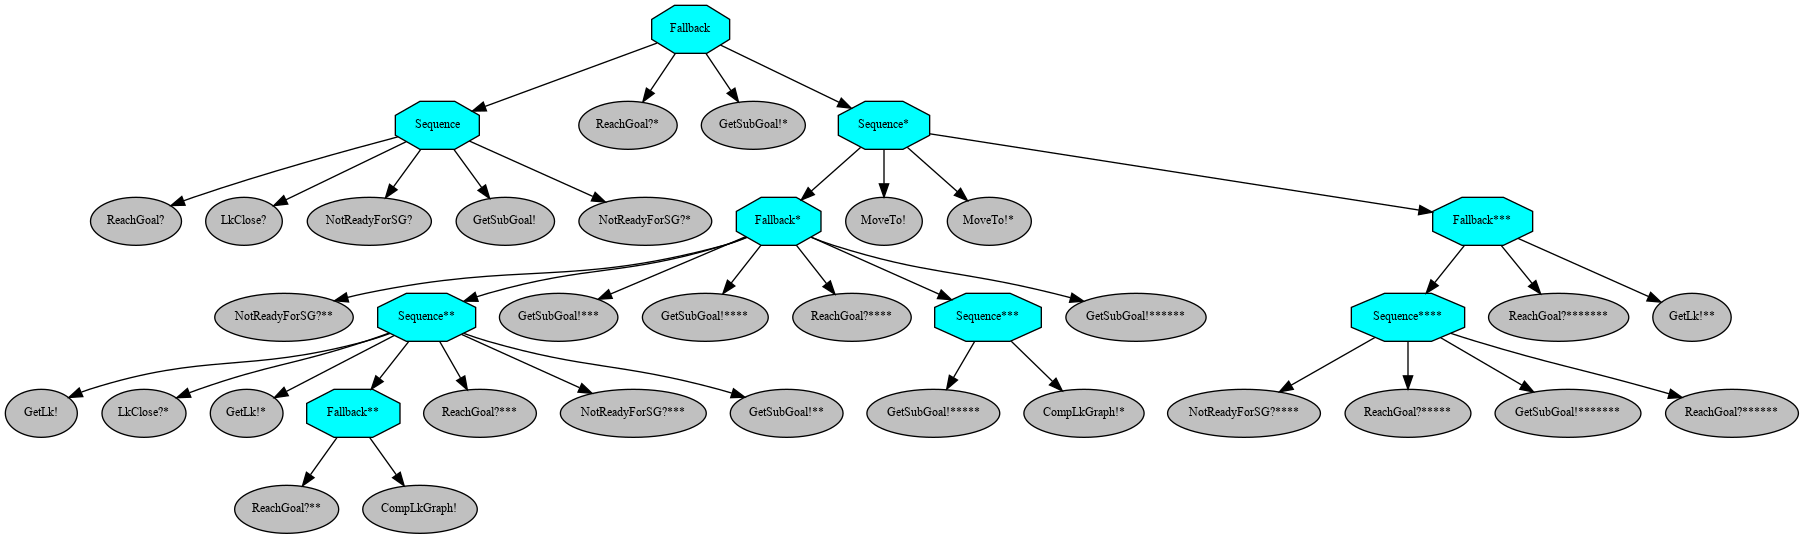 Fallback
Sequence
ReachGoal?*
GetSubGoal!*
Sequence*
ReachGoal?
LkClose?
NotReadyForSG?
GetSubGoal!
NotReadyForSG?*
Fallback*
MoveTo!
MoveTo!*
Fallback***
NotReadyForSG?**
Sequence**
GetSubGoal!***
GetSubGoal!****
ReachGoal?****
Sequence***
GetSubGoal!******
Sequence****
ReachGoal?*******
GetLk!**
GetLk!
LkClose?*
GetLk!*
Fallback**
ReachGoal?***
NotReadyForSG?***
GetSubGoal!**
GetSubGoal!*****
CompLkGraph!*
NotReadyForSG?****
ReachGoal?*****
GetSubGoal!*******
ReachGoal?******
ReachGoal?**
CompLkGraph!